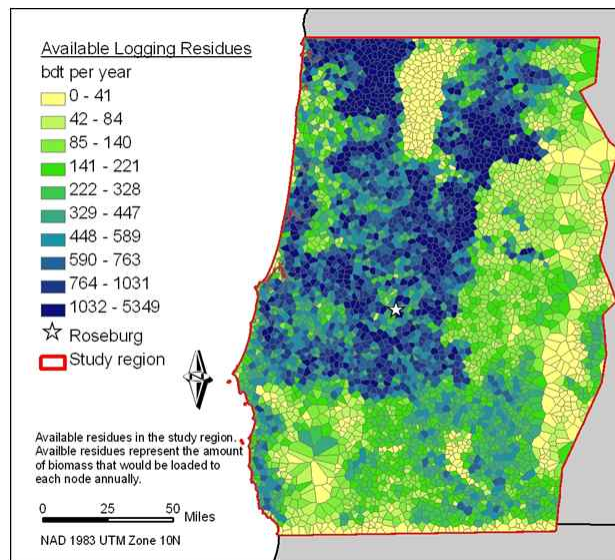 Available Logging Residues
bdt per year
0 - 41
42 - 84
85 - 140
141 - 221
222 - 328
329 - 447
448 - 589
590 - 763
764 - 1031
1032 - 5349
Roseburg
Study region
Available residues in the study region.
Availble residues represent the amount
of biomass that would be loaded to
each node annually.
0 25 50
Miles
NAD 1983 UTM Zone 10N